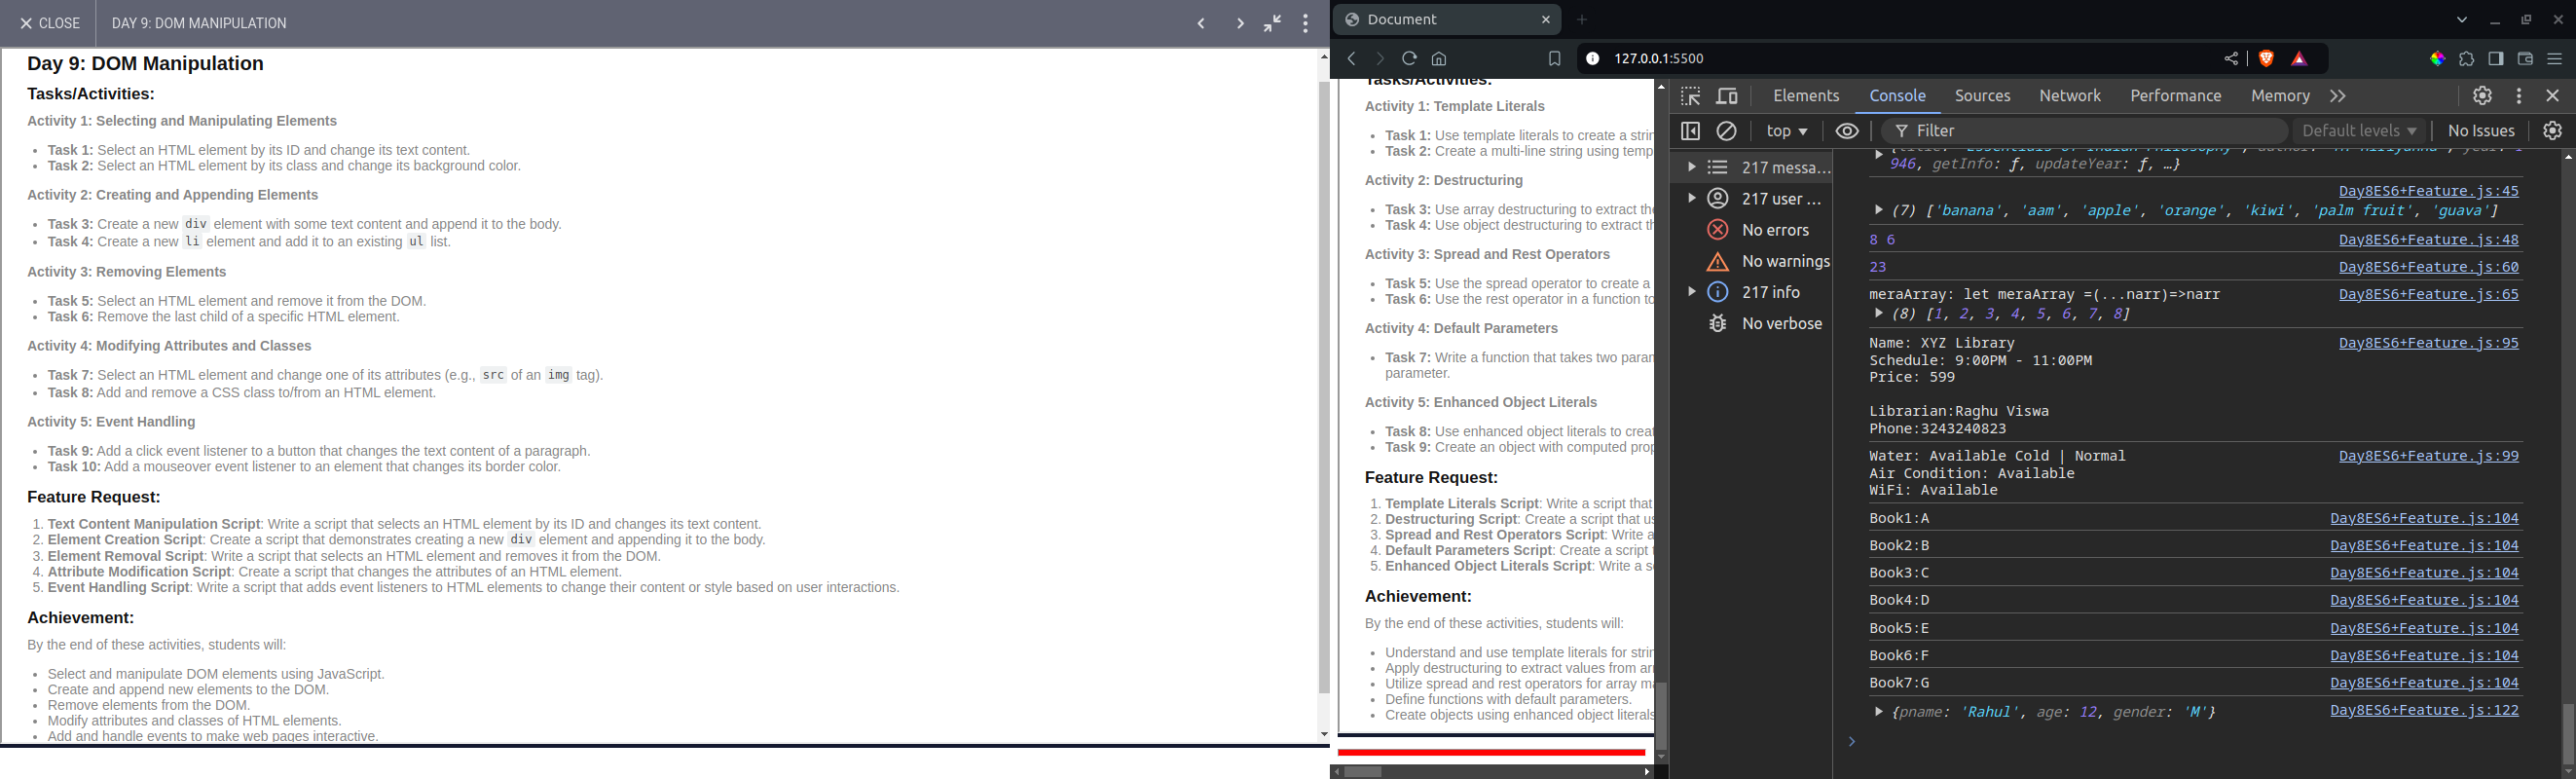 CLOSE
DAY 9: DOM MANIPULATION
Day 9: DOM Manipulation
Tasks/Activities:
Activity 1: Selecting and Manipulating Elements
• Task 1: Select an HTML element by its ID and change its text content.
• Task 2: Select an HTML element by its class and change its background color.
Activity 2: Creating and Appending Elements
• Task 3: Create a new div element with some text content and append it to the body.
• Task 4: Create a new li element and add it to an existing ul list.
Activity 3: Removing Elements
• Task 5: Select an HTML element and remove it from the DOM.
• Task 6: Remove the last child of a specific HTML element.
Activity 4: Modifying Attributes and Classes
• Task 7: Select an HTML element and change one of its attributes (e.g., src of an img tag).
• Task 8: Add and remove a CSS class to/from an HTML element.
Activity 5: Event Handling
• Task 9: Add a click event listener to a button that changes the text content of a paragraph.
• Task 10: Add a mouseover event listener to an element that changes its border color.
Feature Request:
1. Text Content Manipulation Script: Write a script that selects an HTML element by its ID and changes its text content.
2. Element Creation Script: Create a script that demonstrates creating a new div element and appending it to the body.
3. Element Removal Script: Write a script that selects an HTML element and removes it from the DOM.
4. Attribute Modification Script: Create a script that changes the attributes of an HTML element.
5. Event Handling Script: Write a script that adds event listeners to HTML elements to change their content or style based on user interactions.
Achievement:
By the end of these activities, students will:
• Select and manipulate DOM elements using JavaScript.
• Create and append new elements to the DOM.
• Remove elements from the DOM.
• Modify attributes and classes of HTML elements.
• Add and handle events to make web pages interactive.
Document
127.0.0.1:5500
Tasks/Activities:
Activity 1: Template Literals
• Task 1: Use template literals to create a strin
• Task 2: Create a multi-line string using temp
Activity 2: Destructuring
• Task 3: Use array destructuring to extract the
• Task 4: Use object destructuring to extract th
Activity 3: Spread and Rest Operators
• Task 5: Use the spread operator to create a
• Task 6: Use the rest operator in a function to
Activity 4: Default Parameters
• Task 7: Write a function that takes two param
parameter.
Activity 5: Enhanced Object Literals
• Task 8: Use enhanced object literals to creat
• Task 9: Create an object with computed prop
Feature Request:
1. Template Literals Script: Write a script that
2. Destructuring Script: Create a script that us
3. Spread and Rest Operators Script: Write a
4. Default Parameters Script: Create a script
5. Enhanced Object Literals Script: Write a s
Achievement:
By the end of these activities, students will:
• Understand and use template literals for strin
• Apply destructuring to extract values from arr
• Utilize spread and rest operators for array ma
• Define functions with default parameters.
• Create objects using enhanced object literals
Elements Console Sources Network Performance Memory
top Filter Default levels No Issues
217 messa...
217 user ...
No errors
No warnings
217 info
No verbose
946, getInfo: ƒ, updateYear: ƒ, …}
Day8ES6+Feature.js:45
(7) ['banana', 'aam', 'apple', 'orange', 'kiwi', 'palm fruit', 'guava']
8 6 Day8ES6+Feature.js:48
23 Day8ES6+Feature.js:60
meraArray: let meraArray =(...narr)=>narr Day8ES6+Feature.js:65
(8) [1, 2, 3, 4, 5, 6, 7, 8]
Name: XYZ Library Day8ES6+Feature.js:95
Schedule: 9:00PM - 11:00PM
Price: 599
Librarian:Raghu Viswa
Phone:3243240823
Water: Available Cold | Normal Day8ES6+Feature.js:99
Air Condition: Available
WiFi: Available
Book1:A Day8ES6+Feature.js:104
Book2:B Day8ES6+Feature.js:104
Book3:C Day8ES6+Feature.js:104
Book4:D Day8ES6+Feature.js:104
Book5:E Day8ES6+Feature.js:104
Book6:F Day8ES6+Feature.js:104
Book7:G Day8ES6+Feature.js:104
{pname: 'Rahul', age: 12, gender: 'M'} Day8ES6+Feature.js:122